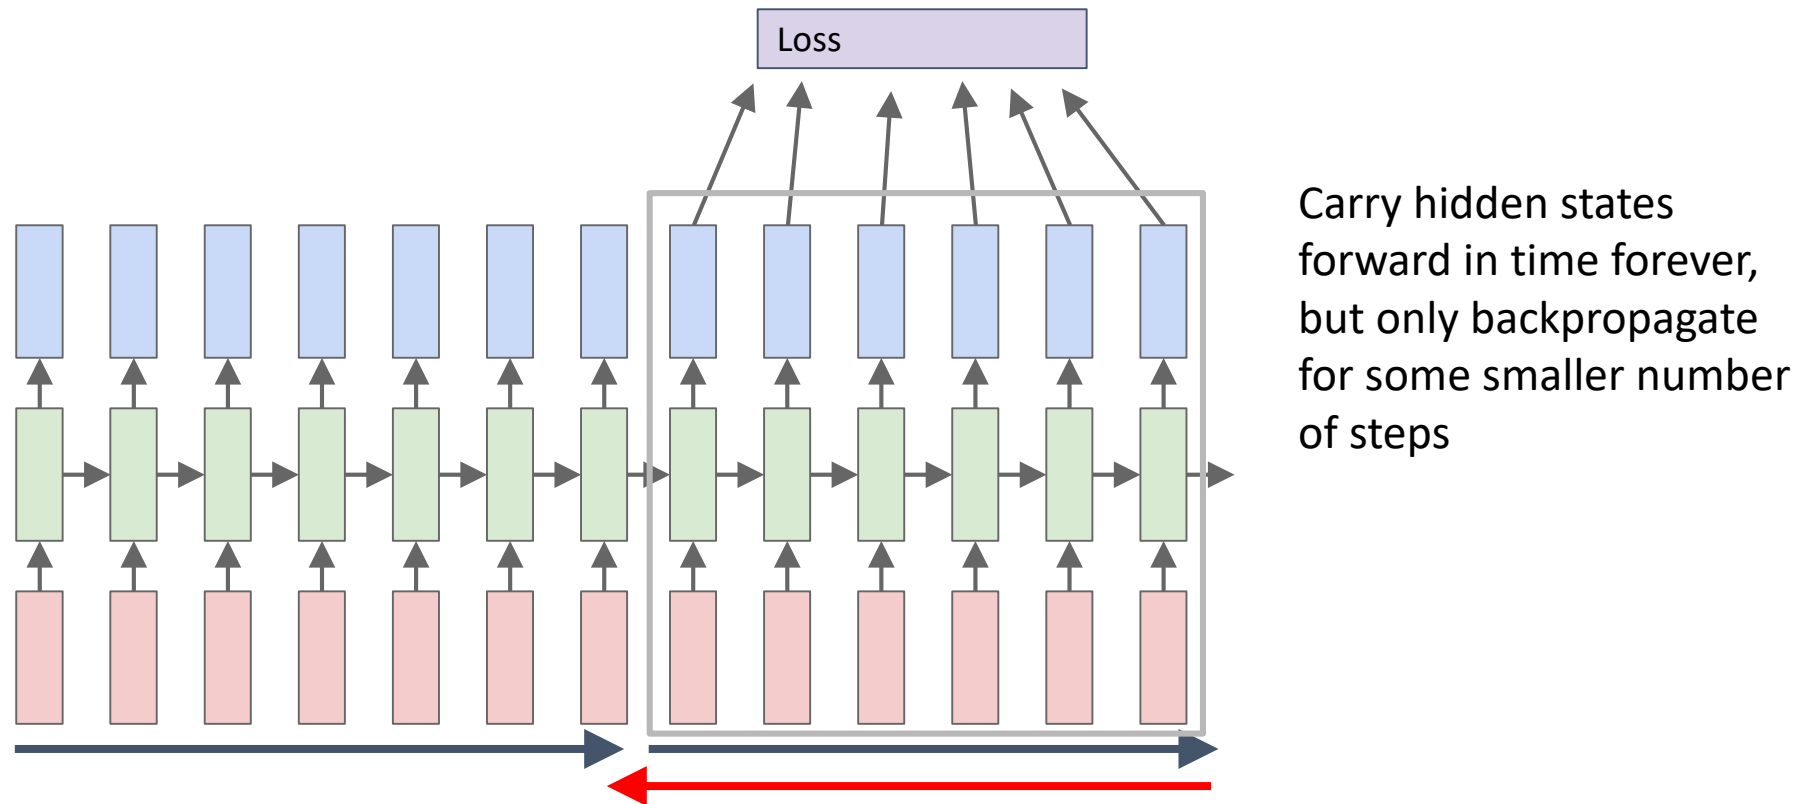 Loss
Carry hidden states
forward in time forever,
but only backpropagate
for some smaller number
of steps